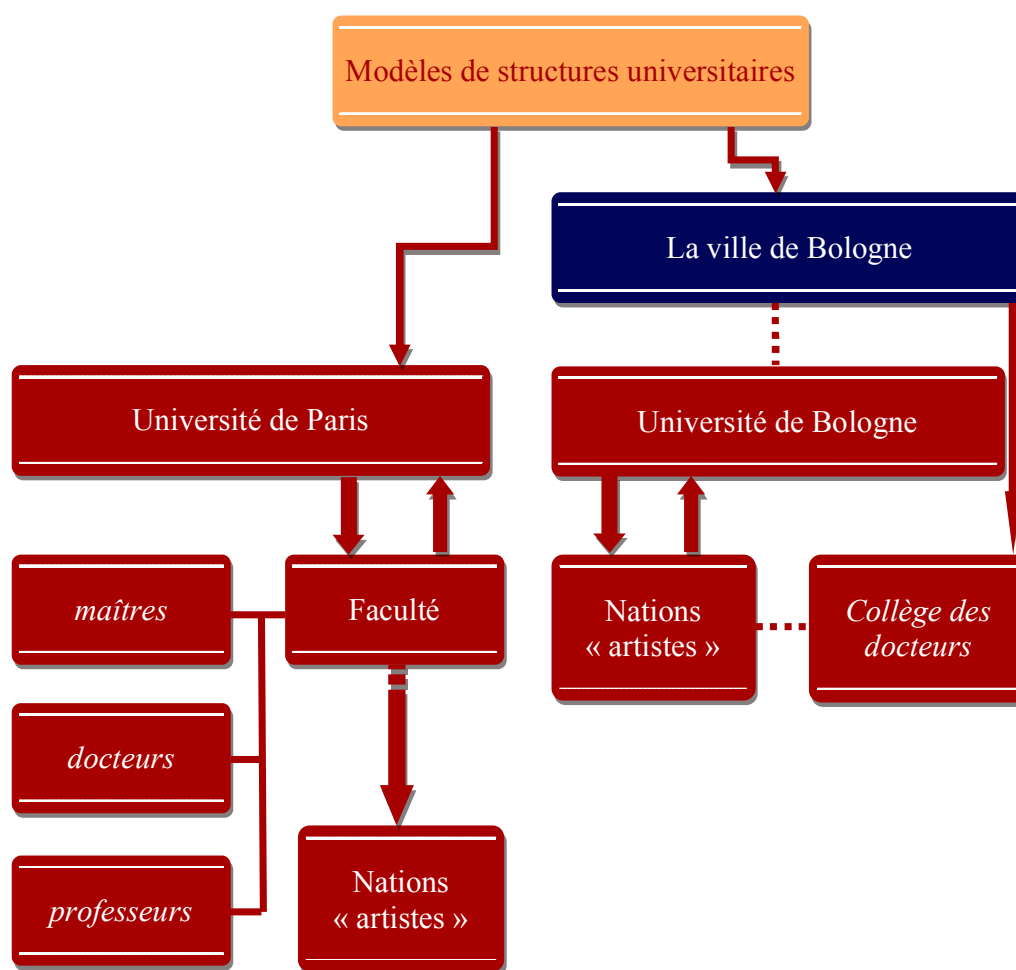 Modèles de structures universitaires
La ville de Bologne
Université de Paris
Université de Bologne
maîtres
Faculté
Nations
« artistes »
Collège des
docteurs
docteurs
professeurs
Nations
« artistes »